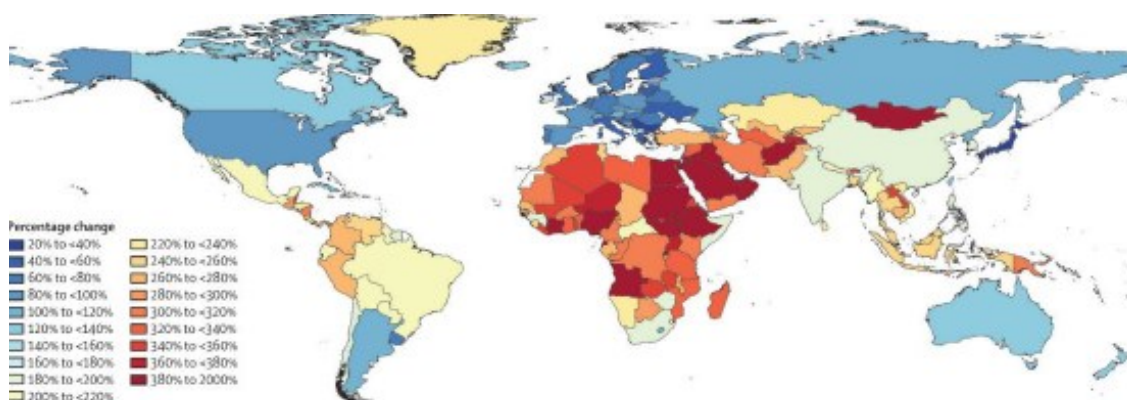 Percentage change
20% to <40%
40% to <60%
60% to <80%
80% to <100%
100% to <120%
120% to <140%
140% to <160%
160% to <180%
180% to <200%
200% to <220%
220% to <240%
240% to <260%
260% to <280%
280% to <300%
300% to <320%
320% to <340%
340% to <360%
360% to <380%
380% to 2000%